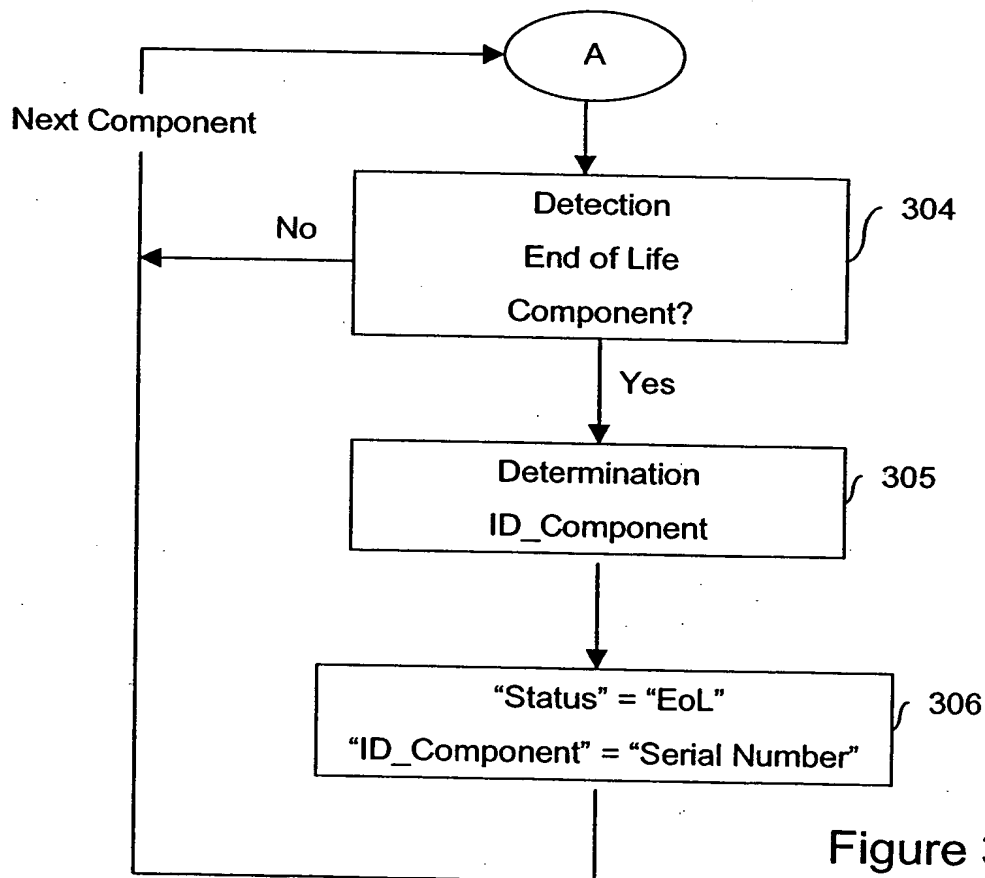 A
Next Component
Detection
End of Life
Component?
304
No
Yes
Determination
ID_Component
305
“Status” = “EoL”
“ID_Component” = “Serial Number”
306
Figure